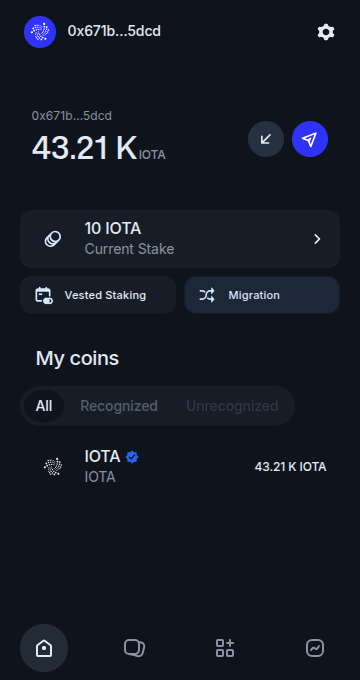 0x671b...5dcd
0x671b...5dcd
43.21 K IOTA
10 IOTA
Current Stake
Vested Staking
Migration
My coins
All Recognized Unrecognized
IOTA
43.21 K IOTA
IOTA